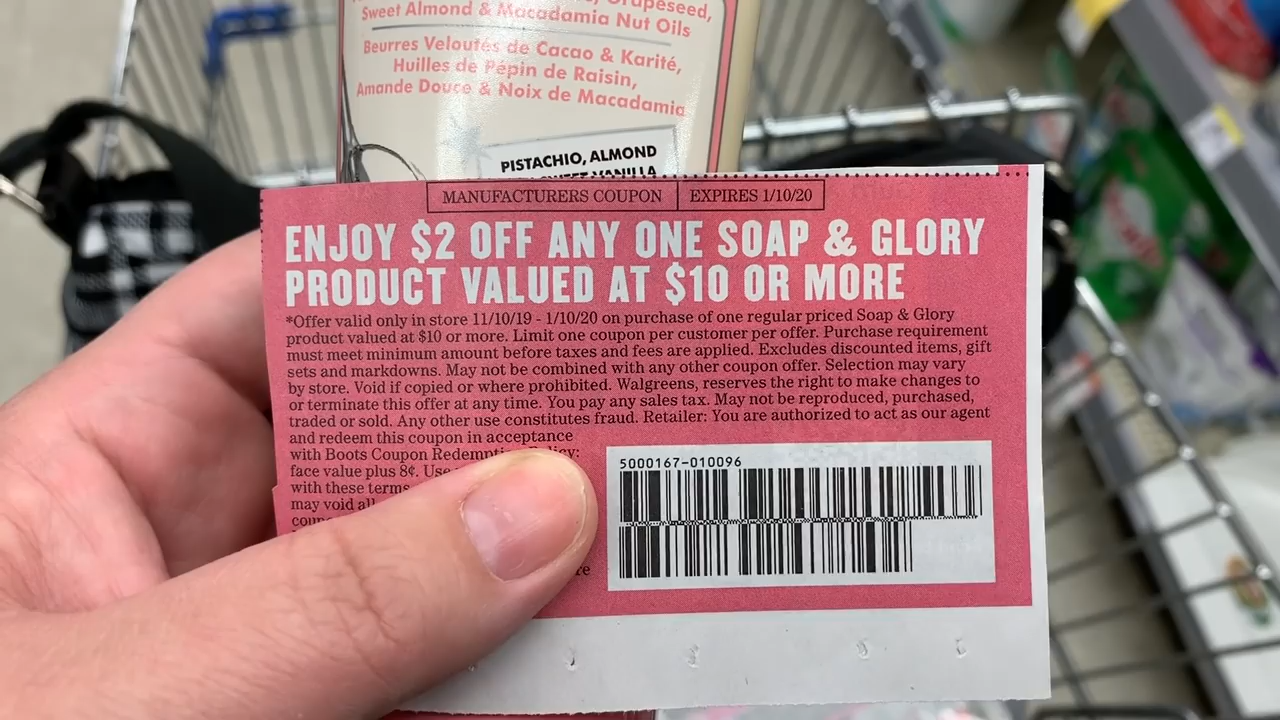 Grapeseed,
Sweet Almond & Macadamia Nut Oils
Beurres Veloutés de Cacao & Karité,
Huilles de Pépin de Raisin,
Amande Douce & Noix de Macadamia
PISTACHIO, ALMOND
SWEET VANILLA
MANUFACTURERS COUPON EXPIRES 1/10/20
ENJOY $2 OFF ANY ONE SOAP & GLORY
PRODUCT VALUED AT $10 OR MORE
*Offer valid only in store 11/10/19 - 1/10/20 on purchase of one regular priced Soap & Glory
product valued at $10 or more. Limit one coupon per customer per offer. Purchase requirement
must meet minimum amount before taxes and fees are applied. Excludes discounted items, gift
sets and markdowns. May not be combined with any other coupon offer. Selection may vary
by store. Void if copied or where prohibited. Walgreens, reserves the right to make changes to
or terminate this offer at any time. You pay any sales tax. May not be reproduced, purchased,
traded or sold. Any other use constitutes fraud. Retailer: You are authorized to act as our agent
and redeem this coupon in acceptance
with Boots Coupon Redemption Policy:
face value plus 8¢. Use
with these terms
may void all
5000167-010096